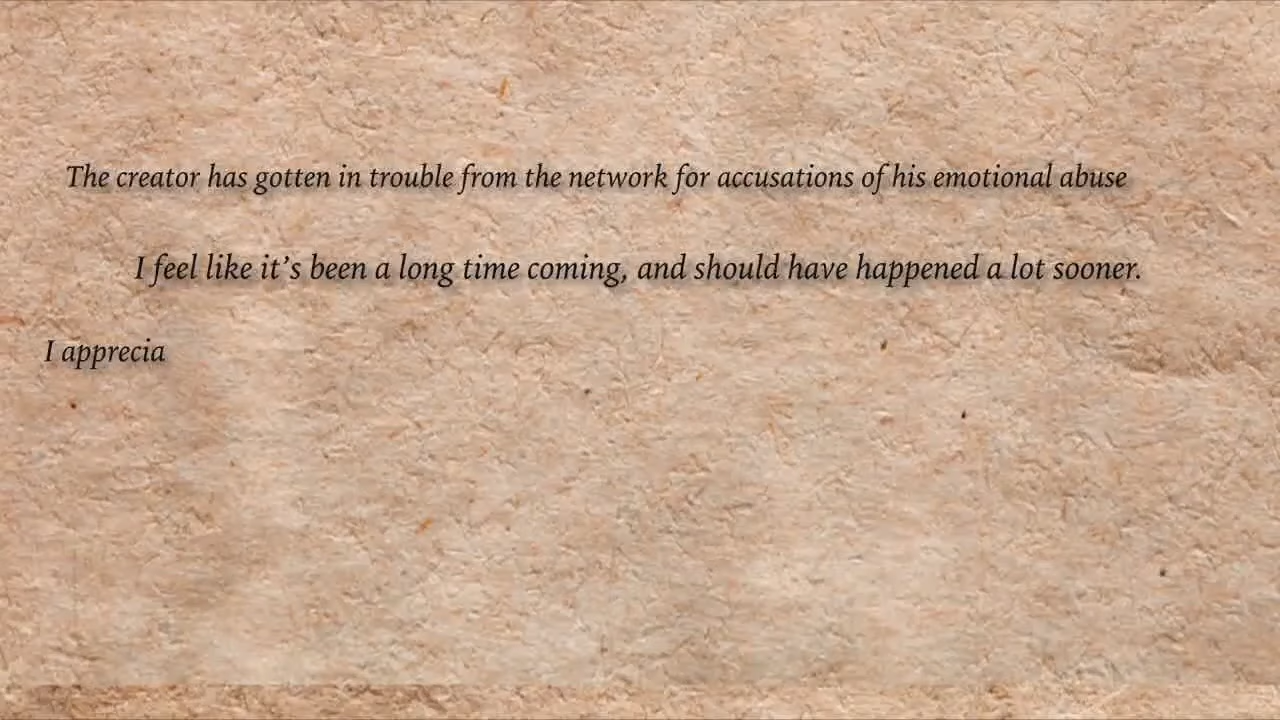 The creator has gotten in trouble from the network for accusations of his emotional abuse
I feel like it’s been a long time coming, and should have happened a lot sooner.
I apprecia